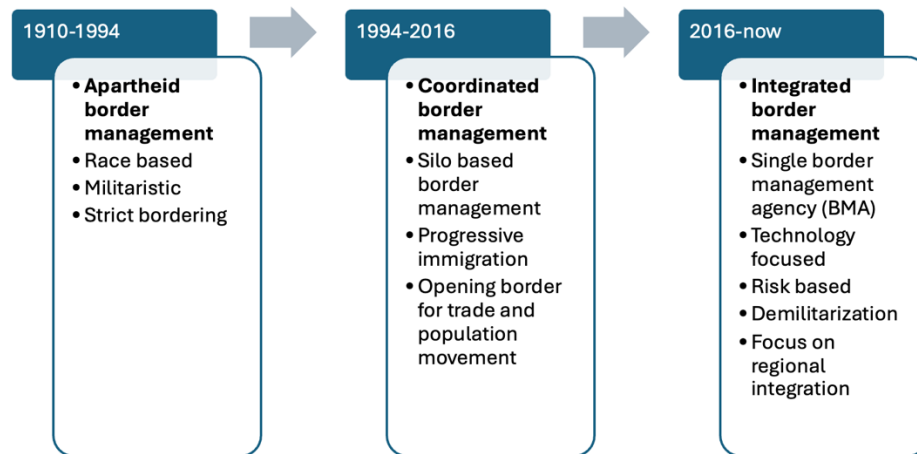 1910-1994
• Apartheid
border
management
• Race based
• Militaristic
• Strict bordering
1994-2016
• Coordinated
border
management
• Silo based
border
management
• Progressive
immigration
• Opening border
for trade and
population
movement
2016-now
• Integrated
border
management
• Single border
management
agency (BMA)
• Technology
focused
• Risk based
• Demilitarization
• Focus on
regional
integration